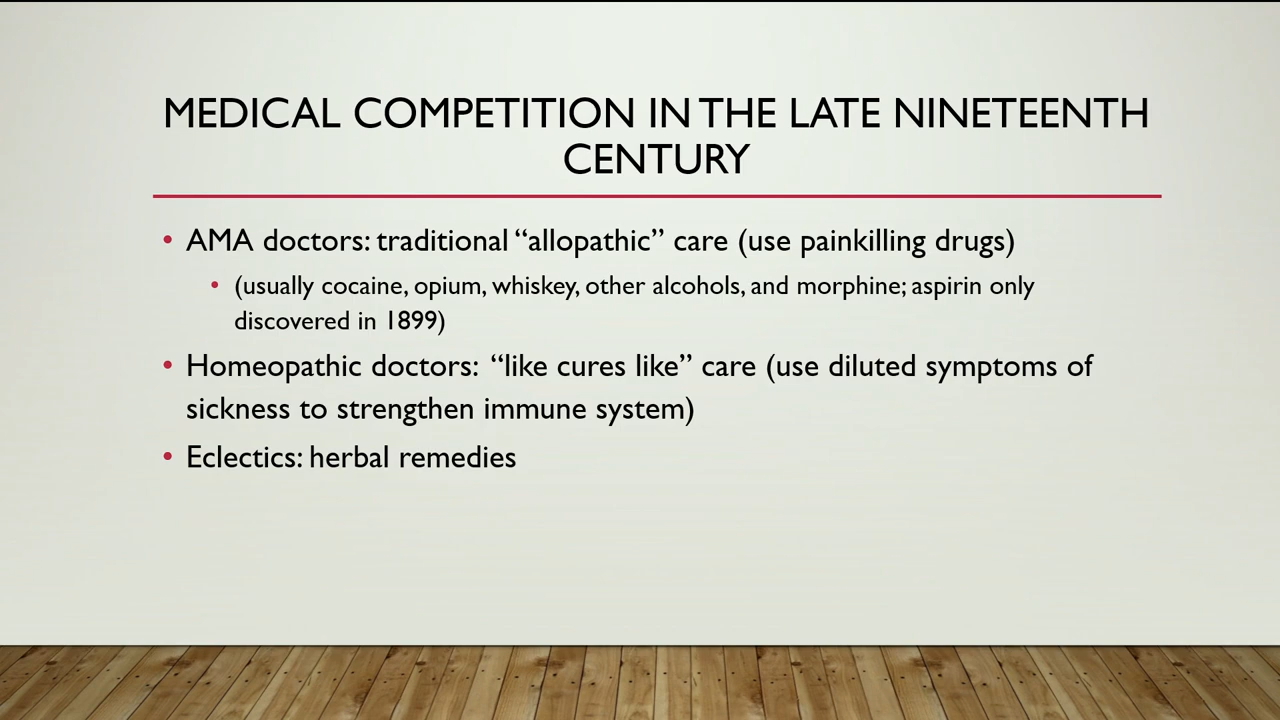 MEDICAL COMPETITION IN THE LATE NINETEENTH
CENTURY
• AMA doctors: traditional “allopathic” care (use painkilling drugs)
• (usually cocaine, opium, whiskey, other alcohols, and morphine; aspirin only
discovered in 1899)
• Homeopathic doctors: “like cures like” care (use diluted symptoms of
sickness to strengthen immune system)
• Eclectics: herbal remedies